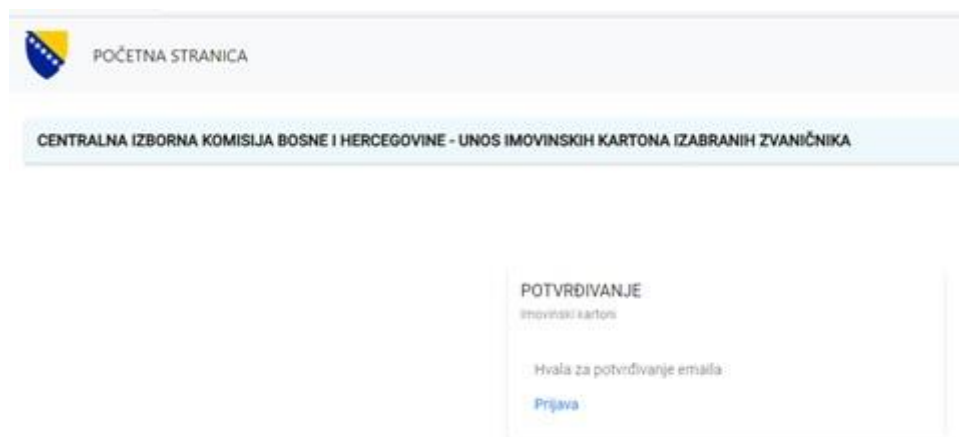 POČETNA STRANICA
CENTRALNA IZBORNA KOMISIJA BOSNE I HERCEGOVINE - UNOS IMOVINSKIH KARTONA IZABRANIH ZVANIČNIKA
POTVRĐIVANJE
Imovinski kartoni
Hvala za potvrđivanje emaila
Prijava